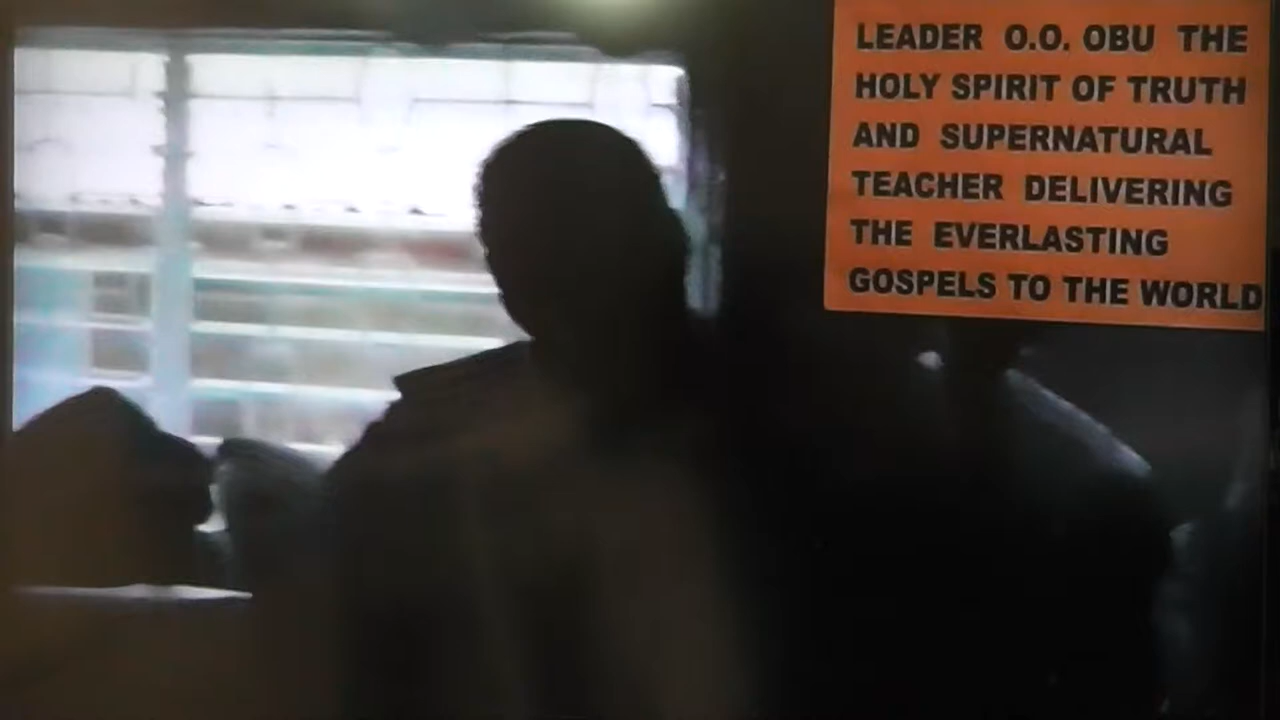 LEADER O.O. OBU THE
HOLY SPIRIT OF TRUTH
AND SUPERNATURAL
TEACHER DELIVERING
THE EVERLASTING
GOSPELS TO THE WORLD